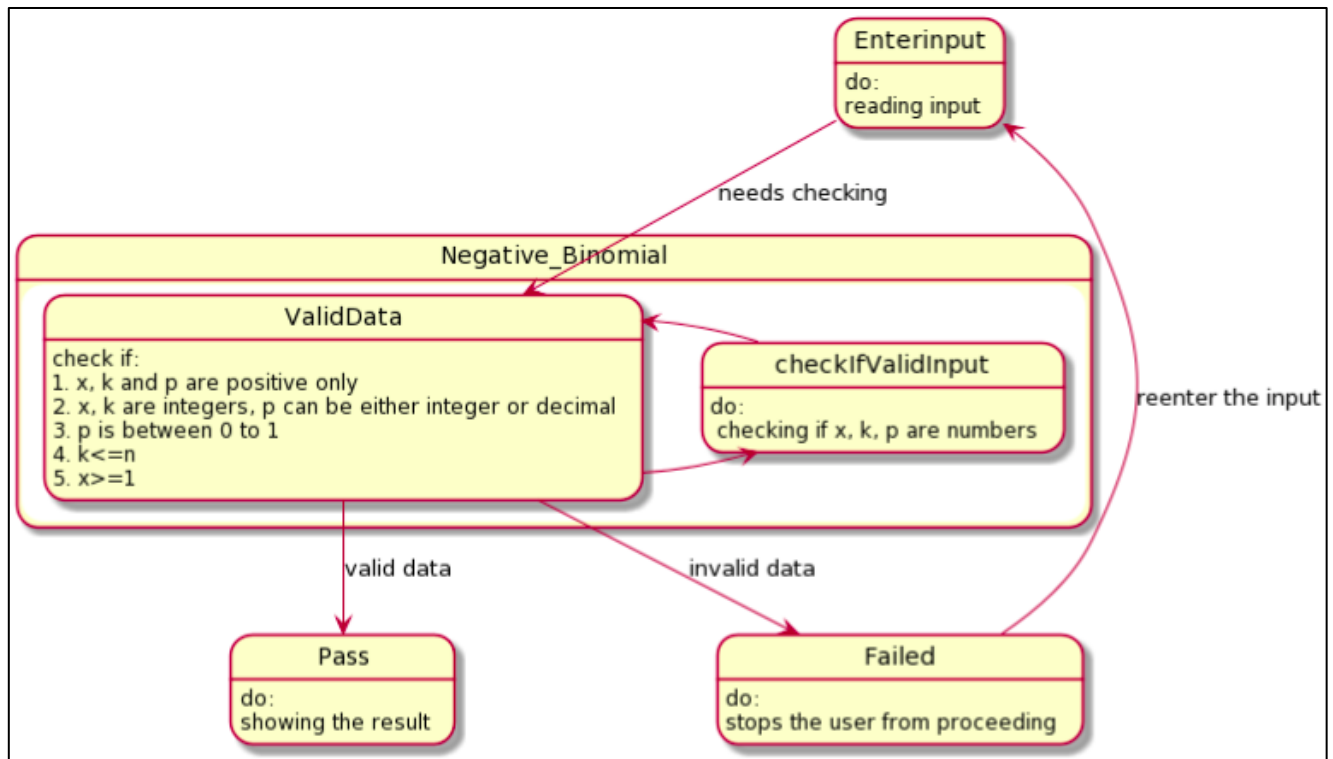 Enterinput
do:
reading input
needs checking
Negative_Binomial
ValidData
check if:
1. x, k and p are positive only
2. x, k are integers, p can be either integer or decimal
3. p is between 0 to 1
4. k<=n
5. x>=1
checkIfValidInput
do:
checking if x, k, p are numbers
reenter the input
valid data
invalid data
Pass
do:
showing the result
Failed
do:
stops the user from proceeding